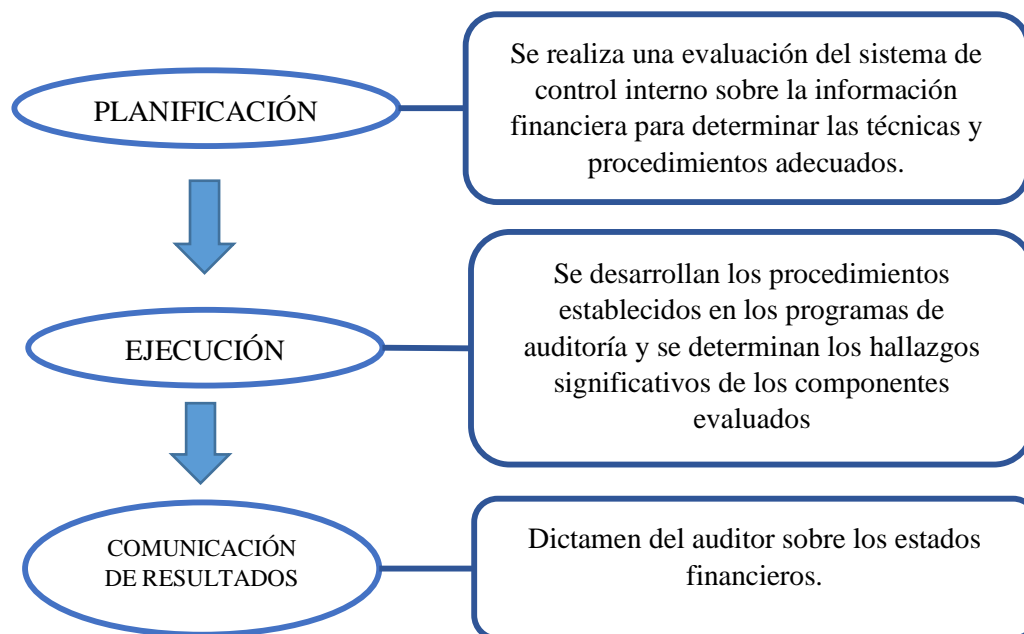 PLANIFICACIÓN
Se realiza una evaluación del sistema de
control interno sobre la información
financiera para determinar las técnicas y
procedimientos adecuados.
EJECUCIÓN
Se desarrollan los procedimientos
establecidos en los programas de
auditoría y se determinan los hallazgos
significativos de los componentes
evaluados
COMUNICACIÓN
DE RESULTADOS
Dictamen del auditor sobre los estados
financieros.